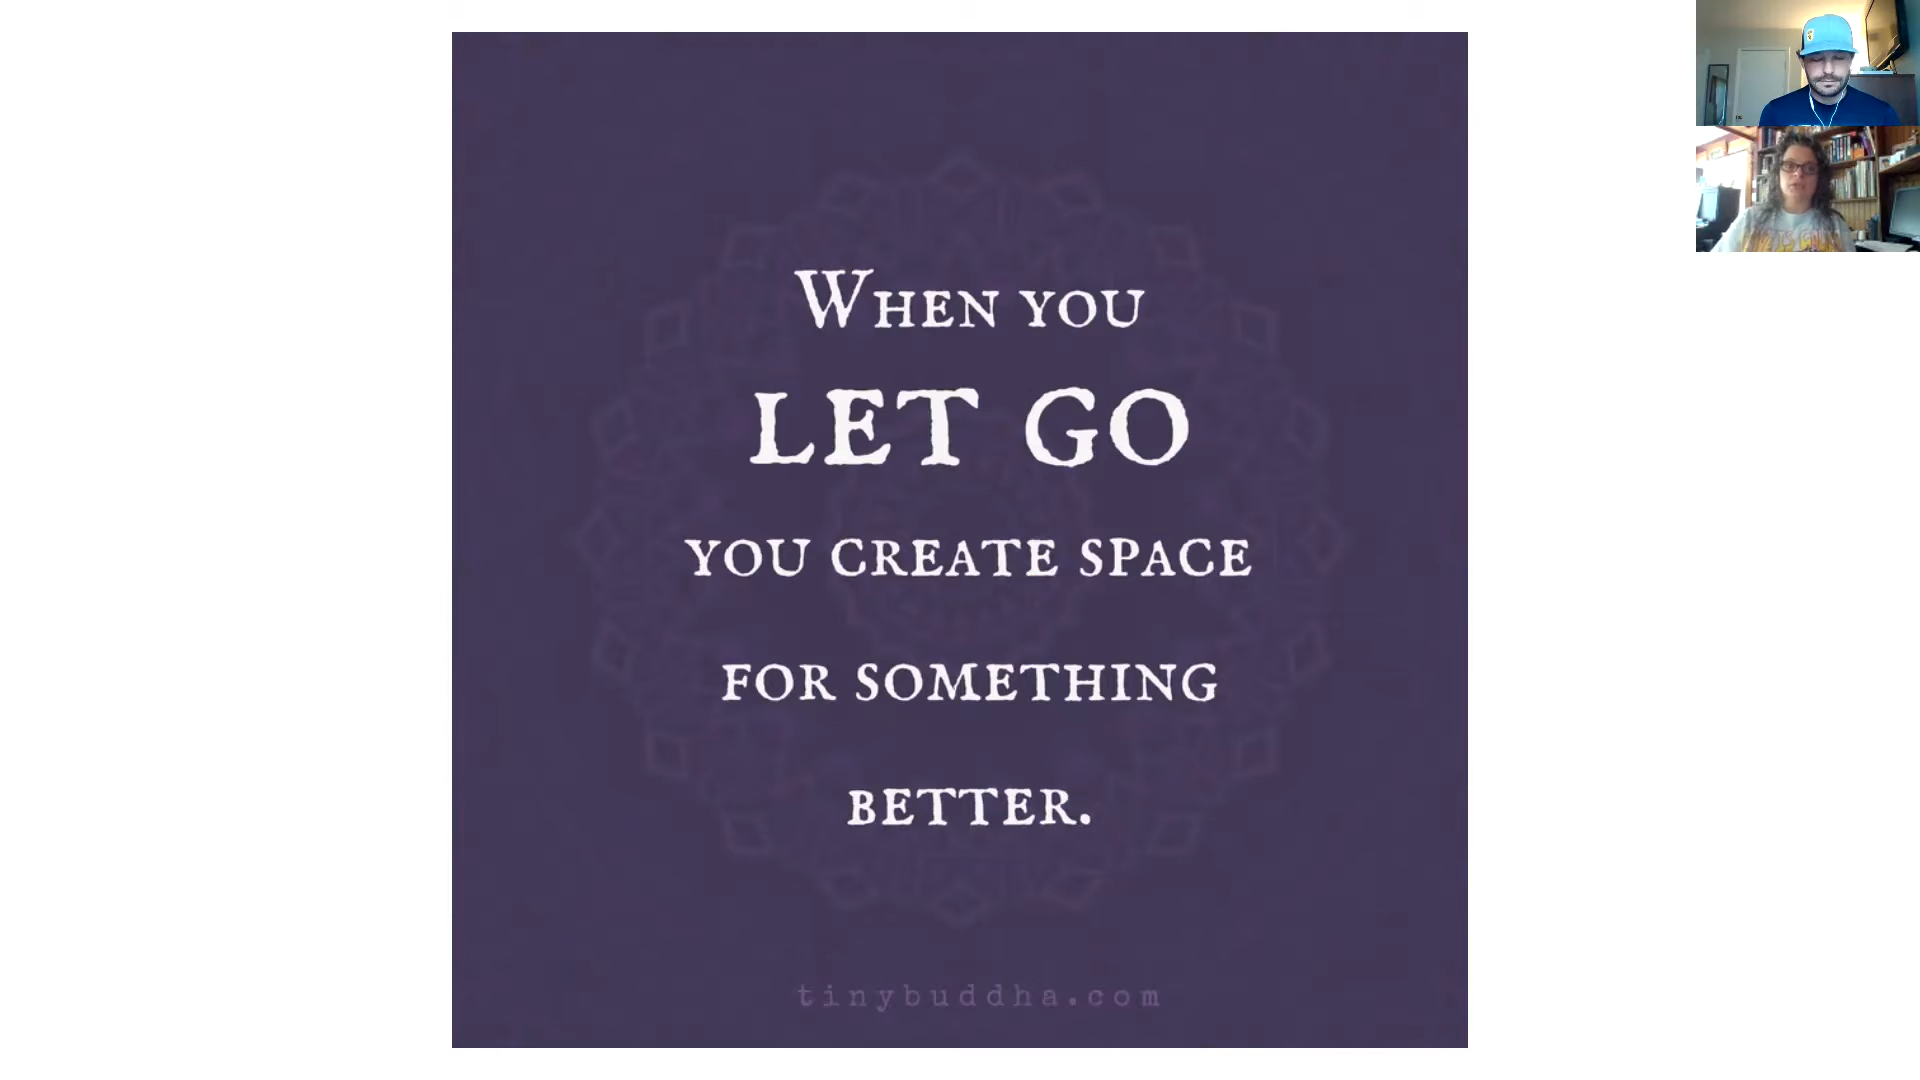 When you
LET GO
you create space
for something
better.
tinybuddha.com